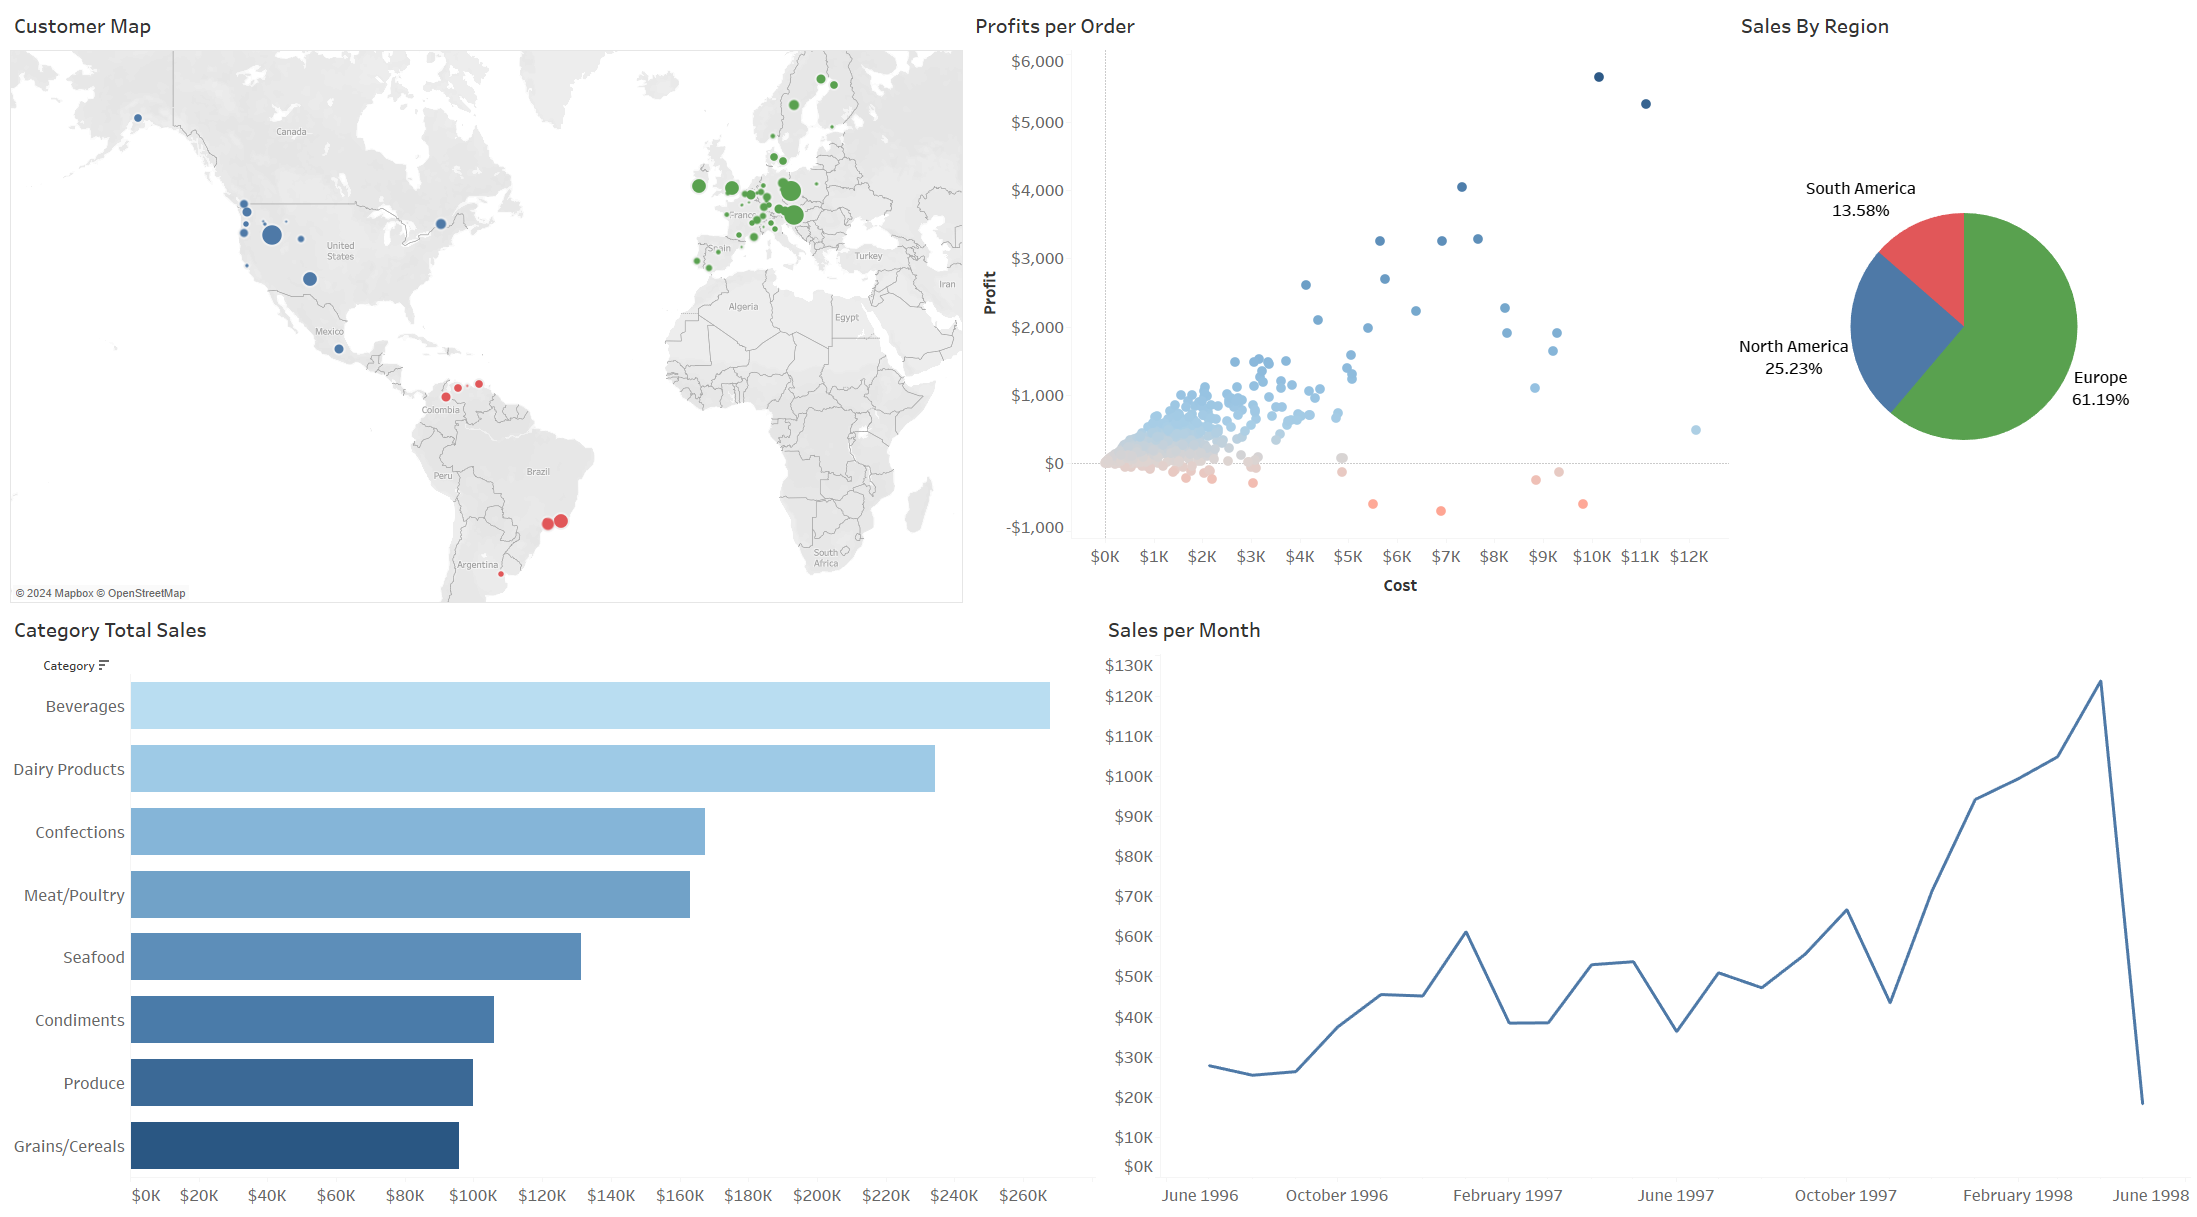 Customer Map
Canada
United
States
Mexico
Colombia
Peru
Brazil
Argentina
France
Spain
Turkey
Iran
Algeria
Egypt
South
Africa
© 2024 Mapbox © OpenStreetMap
Profits per Order
Profit
$6,000
$5,000
$4,000
$3,000
$2,000
$1,000
$0
-$1,000
$0K
$1K
$2K
$3K
$4K
$5K
$6K
$7K
$8K
$9K
$10K
$11K
$12K
Cost
Sales By Region
South America
13.58%
North America
25.23%
Europe
61.19%
Category Total Sales
Category
Beverages
Dairy Products
Confections
Meat/Poultry
Seafood
Condiments
Produce
Grains/Cereals
$0K
$20K
$40K
$60K
$80K
$100K
$120K
$140K
$160K
$180K
$200K
$220K
$240K
$260K
Sales per Month
$130K
$120K
$110K
$100K
$90K
$80K
$70K
$60K
$50K
$40K
$30K
$20K
$10K
$0K
June 1996
October 1996
February 1997
June 1997
October 1997
February 1998
June 1998